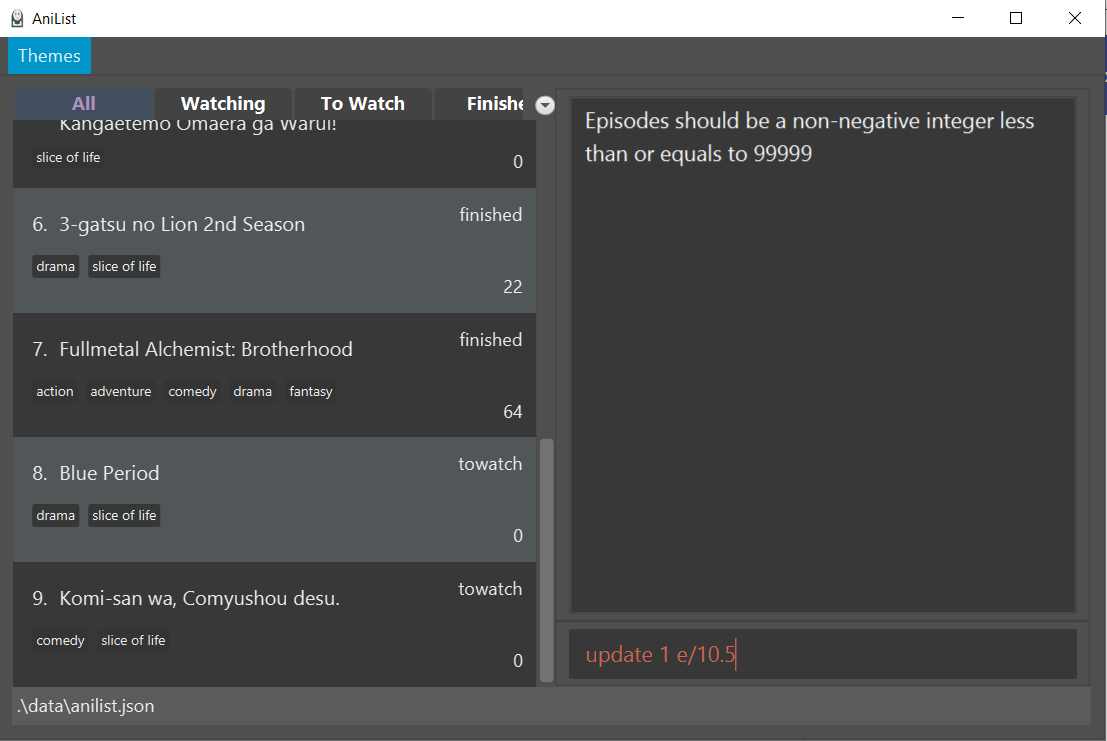 AniList
Themes
All Watching To Watch Finishe
Kangaetemo Omaera ga Warui!
slice of life
0
6. 3-gatsu no Lion 2nd Season
finished
drama slice of life
22
7. Fullmetal Alchemist: Brotherhood
finished
action adventure comedy drama fantasy
64
8. Blue Period
towatch
drama slice of life
0
9. Komi-san wa, Comyushou desu.
towatch
comedy slice of life
0
Episodes should be a non-negative integer less
than or equals to 99999
update 1 e/10.5
.\data\anilist.json